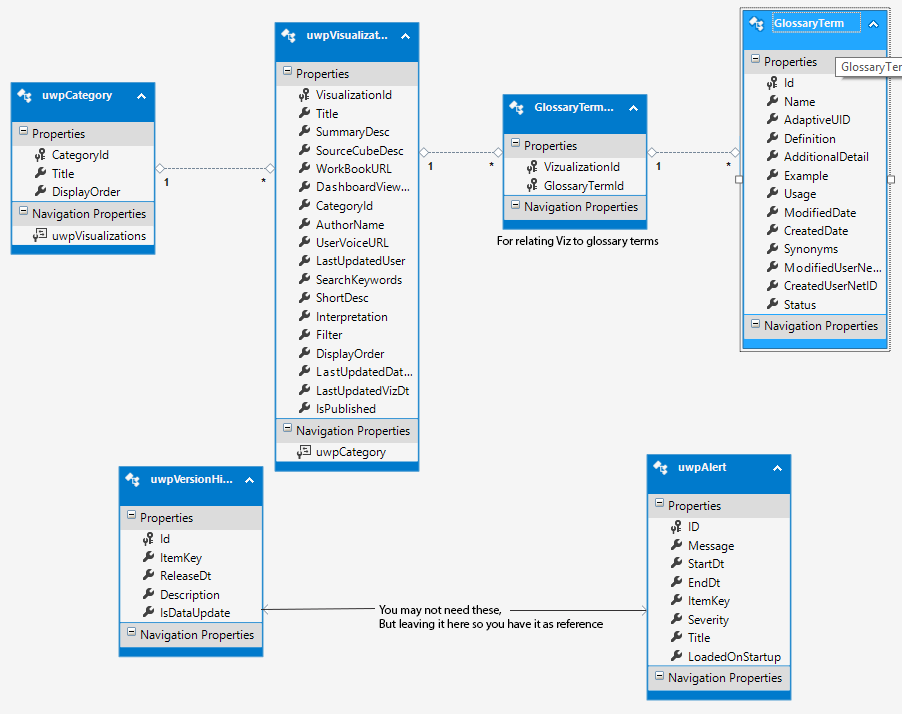 uwpCategory
Properties
CategoryId
Title
DisplayOrder
Navigation Properties
uwpVisualizations
1
*
uwpVisualizat...
Properties
VisualizationId
Title
SummaryDesc
SourceCubeDesc
WorkBookURL
DashboardView...
CategoryId
AuthorName
UserVoiceURL
LastUpdatedUser
SearchKeywords
ShortDesc
Interpretation
Filter
DisplayOrder
LastUpdatedDat...
LastUpdatedVizDt
IsPublished
Navigation Properties
uwpCategory
1
*
GlossaryTerm...
Properties
VizualizationId
GlossaryTermId
Navigation Properties
For relating Viz to glossary terms
1
*
GlossaryTerm
Properties
GlossaryTer
Id
Name
AdaptiveUID
Definition
AdditionalDetail
Example
Usage
ModifiedDate
CreatedDate
Synonyms
ModifiedUserNe...
CreatedUserNetID
Status
Navigation Properties
uwpVersionHi...
Properties
Id
ItemKey
ReleaseDt
Description
IsDataUpdate
Navigation Properties
You may not need these,
But leaving it here so you have it as reference
uwpAlert
Properties
ID
Message
StartDt
EndDt
ItemKey
Severity
Title
LoadedOnStartup
Navigation Properties